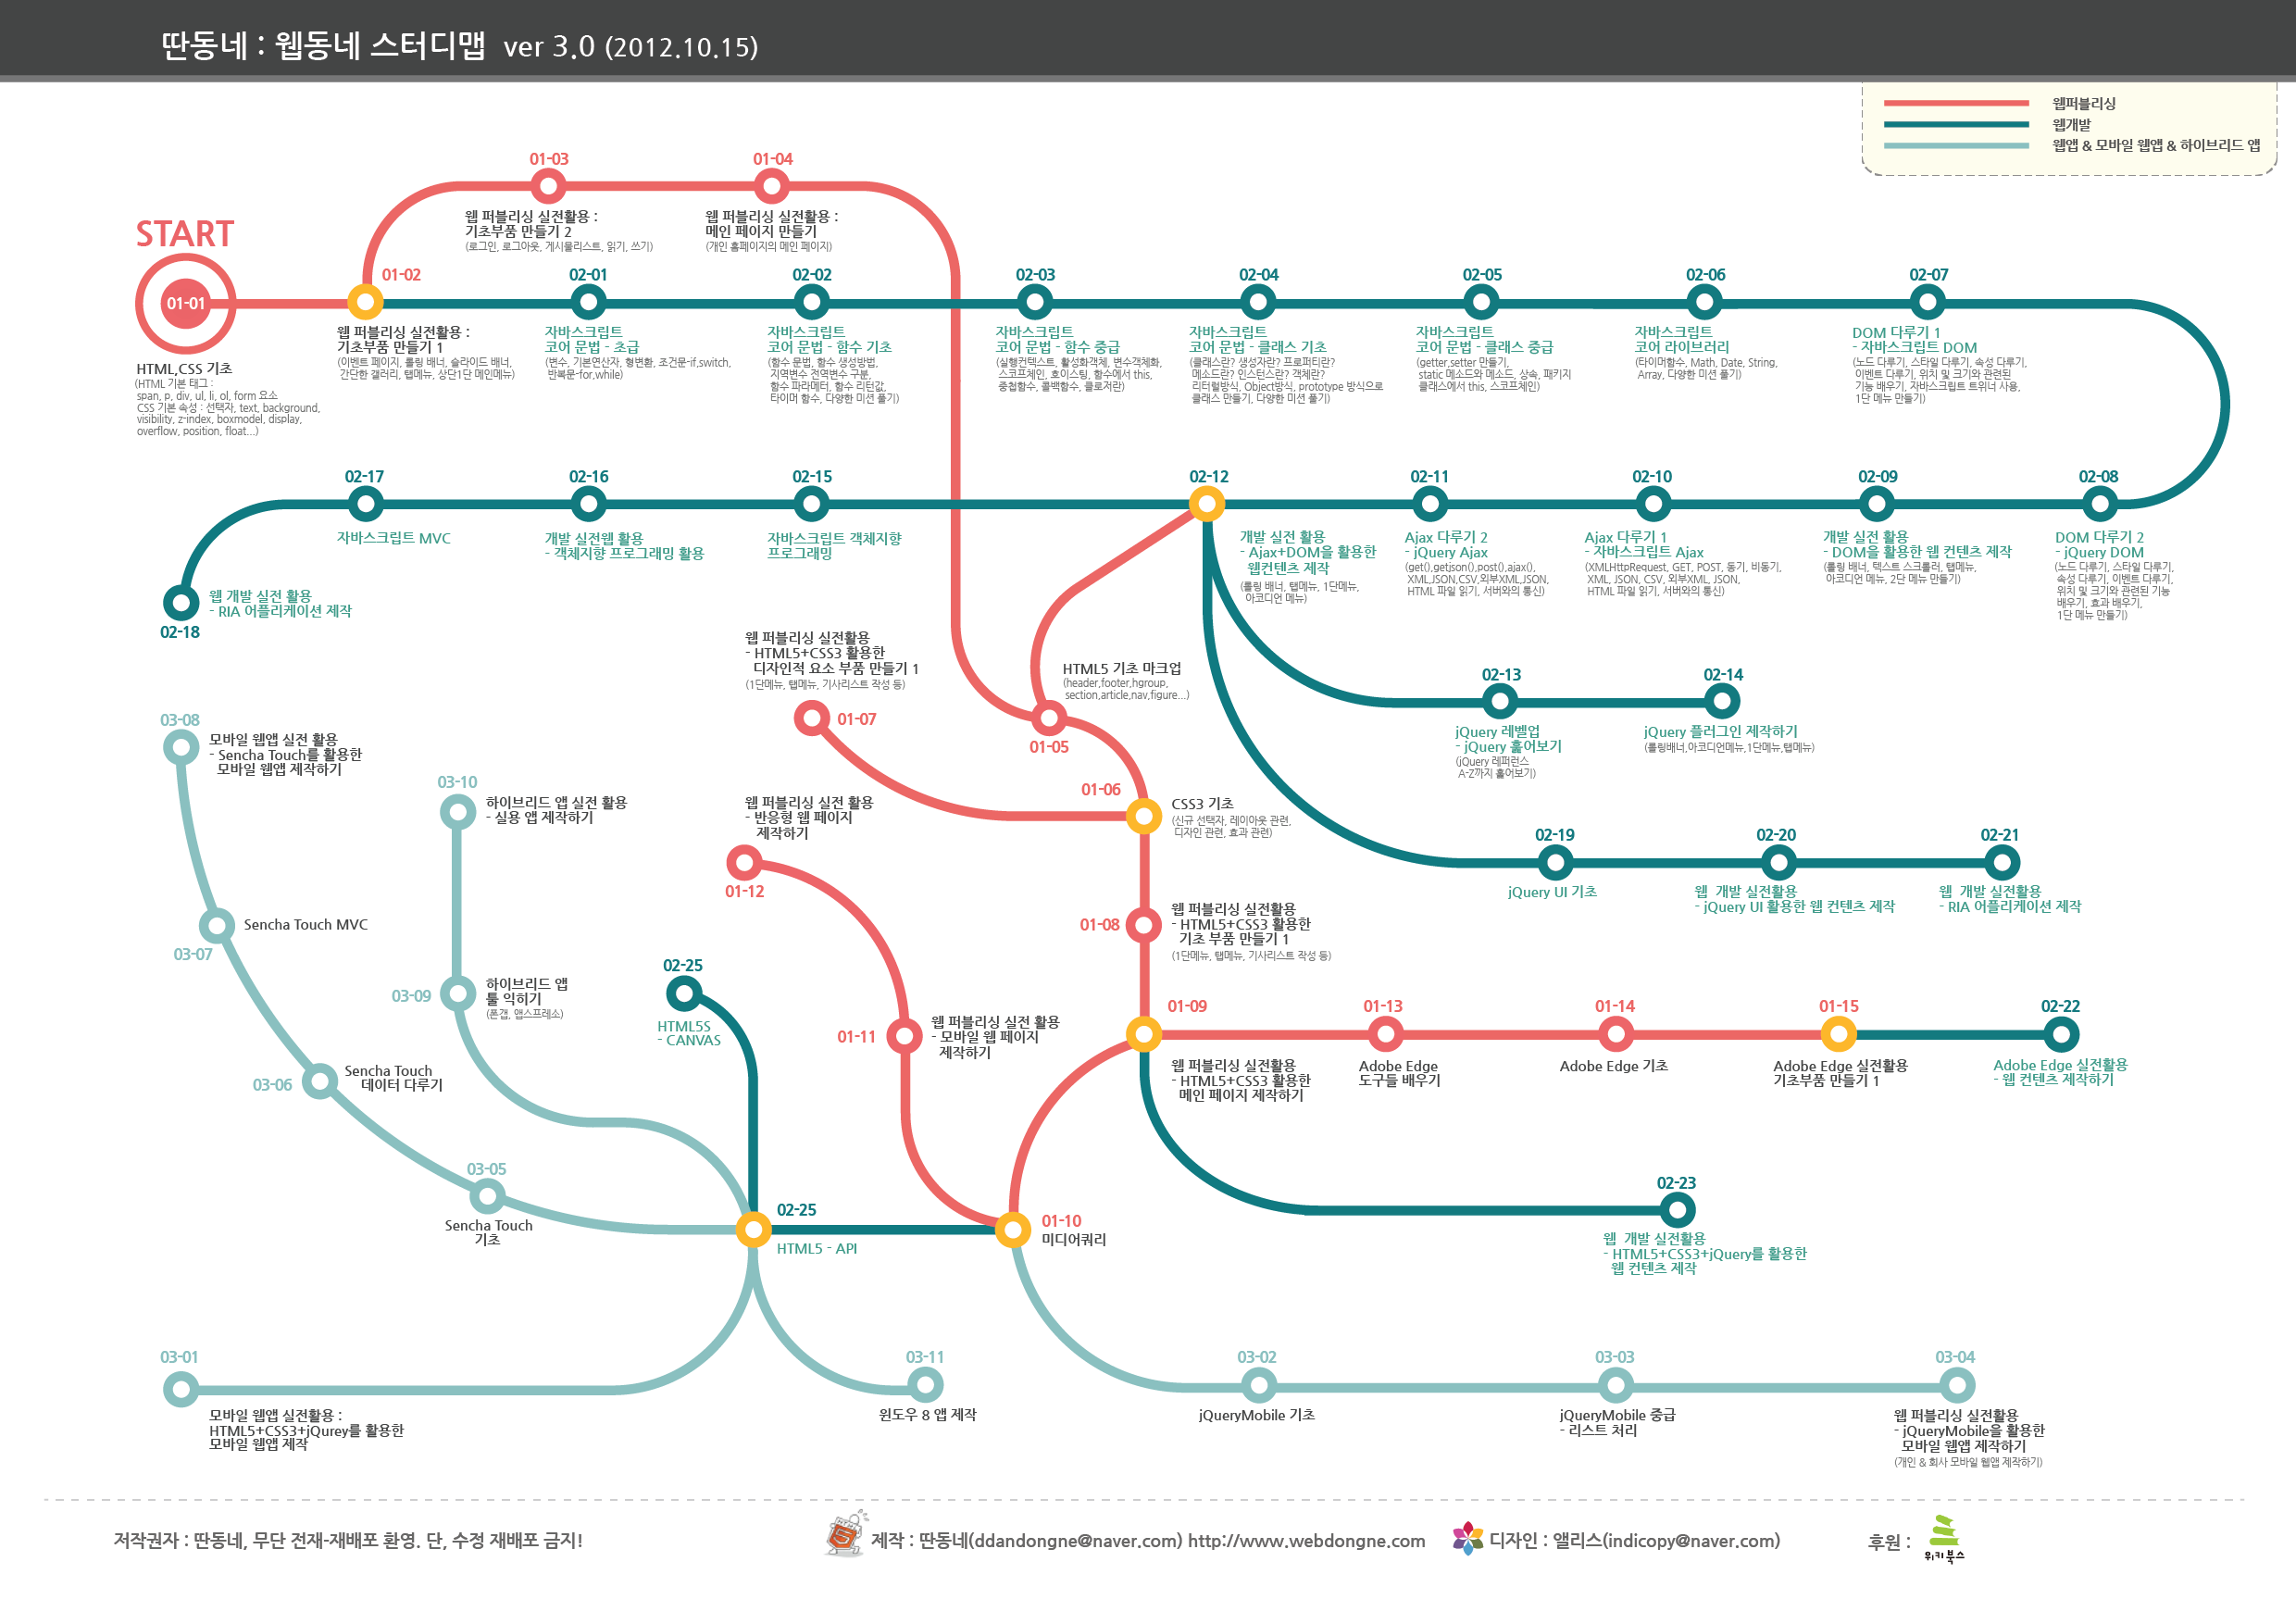 딴동네 : 웹동네 스터디맵 ver 3.0 (2012.10.15)
웹퍼블리싱
웹개발
웹앱 & 모바일 웹앱 & 하이브리드 앱
START
01-01
HTML,CSS 기초
(HTML 기본 태그 :
span, p, div, ul, li, ol, form 요소
CSS 기본 속성 : 선택자, text, background,
visibility, z-index, boxmodel, display,
overflow, position, float...)
01-02
웹 퍼블리싱 실전활용 :
기초부품 만들기 1
(이벤트 페이지, 롤링 배너, 슬라이드 배너,
간단한 갤러리, 탭메뉴, 상단1단 메인메뉴)
01-03
웹 퍼블리싱 실전활용 :
기초부품 만들기 2
(로그인, 로그아웃, 게시물리스트, 읽기, 쓰기)
01-04
웹 퍼블리싱 실전활용 :
메인 페이지 만들기
(개인 홈페이지의 메인 페이지)
02-01
자바스크립트
코어 문법 - 초급
(변수, 기본연산자, 형변환, 조건문-if,switch,
반복문-for,while)
02-02
자바스크립트
코어 문법 - 함수 기초
(함수 문법, 함수 생성방법,
지역변수 전역변수 구분,
함수 파라메터, 함수 리턴값,
타이머 함수, 다양한 미션 풀기)
02-03
자바스크립트
코어 문법 - 함수 중급
(실행컨텍스트, 활성화객체, 변수객체화,
스코프체인, 호이스팅, 함수에서 this,
중첩함수, 콜백함수, 클로저란)
02-04
자바스크립트
코어 문법 - 클래스 기초
(클래스란? 생성자란? 프로퍼티란?
메소드란? 인스턴스란? 객체란?
리터럴방식, Object방식, prototype 방식으로
클래스 만들기, 다양한 미션 풀기)
02-05
자바스크립트
코어 문법 - 클래스 중급
(getter,setter 만들기,
static 메소드와 메소드, 상속, 패키지
클래스에서 this, 스코프체인)
02-06
자바스크립트
코어 라이브러리
(타이머함수, Math, Date, String,
Array, 다양한 미션 풀기)
02-07
DOM 다루기 1
- 자바스크립트 DOM
(노드 다루기, 스타일 다루기, 속성 다루기,
이벤트 다루기, 위치 및 크기와 관련된
기능 배우기, 자바스크립트 트위너 사용,
1단 메뉴 만들기)
02-17
자바스크립트 MVC
02-16
개발 실전웹 활용
- 객체지향 프로그래밍 활용
02-15
자바스크립트 객체지향
프로그래밍
02-12
개발 실전 활용
- Ajax+DOM을 활용한
웹컨텐츠 제작
(롤링 배너, 탭메뉴, 1단메뉴,
아코디언 메뉴)
02-11
Ajax 다루기 2
- jQuery Ajax
(get(),getjson(),post(),ajax(),
XML,JSON,CSV,외부XML,JSON,
HTML 파일 읽기, 서버와의 통신)
02-10
Ajax 다루기 1
- 자바스크립트 Ajax
(XMLHttpRequest, GET, POST, 동기, 비동기,
XML, JSON, CSV, 외부XML, JSON,
HTML 파일 읽기, 서버와의 통신)
02-09
개발 실전 활용
- DOM을 활용한 웹 컨텐츠 제작
(롤링 배너, 텍스트 스크롤러, 탭메뉴,
아코디언 메뉴, 2단 메뉴 만들기)
02-08
DOM 다루기 2
- jQuery DOM
(노드 다루기, 스타일 다루기,
속성 다루기, 이벤트 다루기,
위치 및 크기와 관련된 기능
배우기, 효과 배우기,
1단 메뉴 만들기)
웹 개발 실전 활용
- RIA 어플리케이션 제작
02-18
웹 퍼블리싱 실전활용
- HTML5+CSS3 활용한
디자인적 요소 부품 만들기 1
(1단메뉴, 탭메뉴, 기사리스트 작성 등)
01-07
HTML5 기초 마크업
(header,footer,hgroup,
section,article,nav,figure...)
01-05
02-13
jQuery 레벨업
- jQuery 훑어보기
(jQuery 레퍼런스
A-Z까지 훑어보기)
02-14
jQuery 플러그인 제작하기
(롤링배너,아코디언메뉴,1단메뉴,탭메뉴)
03-08
모바일 웹앱 실전 활용
- Sencha Touch를 활용한
모바일 웹앱 제작하기
03-10
하이브리드 앱 실전 활용
- 실용 앱 제작하기
웹 퍼블리싱 실전 활용
- 반응형 웹 페이지
제작하기
01-12
01-06
CSS3 기초
(신규 선택자, 레이아웃 관련,
디자인 관련, 효과 관련)
02-19
jQuery UI 기초
02-20
웹 개발 실전활용
- jQuery UI 활용한 웹 컨텐츠 제작
02-21
웹 개발 실전활용
- RIA 어플리케이션 제작
Sencha Touch MVC
03-07
01-08
웹 퍼블리싱 실전활용
- HTML5+CSS3 활용한
기초 부품 만들기 1
(1단메뉴, 탭메뉴, 기사리스트 작성 등)
03-09
하이브리드 앱
툴 익히기
(폰갭, 앱스프레소)
02-25
HTML5S
- CANVAS
01-11
웹 퍼블리싱 실전 활용
- 모바일 웹 페이지
제작하기
01-09
웹 퍼블리싱 실전활용
- HTML5+CSS3 활용한
메인 페이지 제작하기
01-13
Adobe Edge
도구들 배우기
01-14
Adobe Edge 기초
01-15
Adobe Edge 실전활용
기초부품 만들기 1
02-22
Adobe Edge 실전활용
- 웹 컨텐츠 제작하기
03-06
Sencha Touch
데이터 다루기
03-05
Sencha Touch
기초
02-25
HTML5 - API
01-10
미디어쿼리
02-23
웹 개발 실전활용
- HTML5+CSS3+jQuery를 활용한
웹 컨텐츠 제작
03-01
모바일 웹앱 실전활용 :
HTML5+CSS3+jQurey를 활용한
모바일 웹앱 제작
03-11
윈도우 8 앱 제작
03-02
jQueryMobile 기초
03-03
jQueryMobile 중급
- 리스트 처리
03-04
웹 퍼블리싱 실전활용
- jQueryMobile을 활용한
모바일 웹앱 제작하기
(개인 & 회사 모바일 웹앱 제작하기)
저작권자 : 딴동네, 무단 전재-재배포 환영. 단, 수정 재배포 금지!
제작 : 딴동네(ddandongne@naver.com) http://www.webdongne.com
디자인 : 앨리스(indicopy@naver.com)
후원 :
위키북스